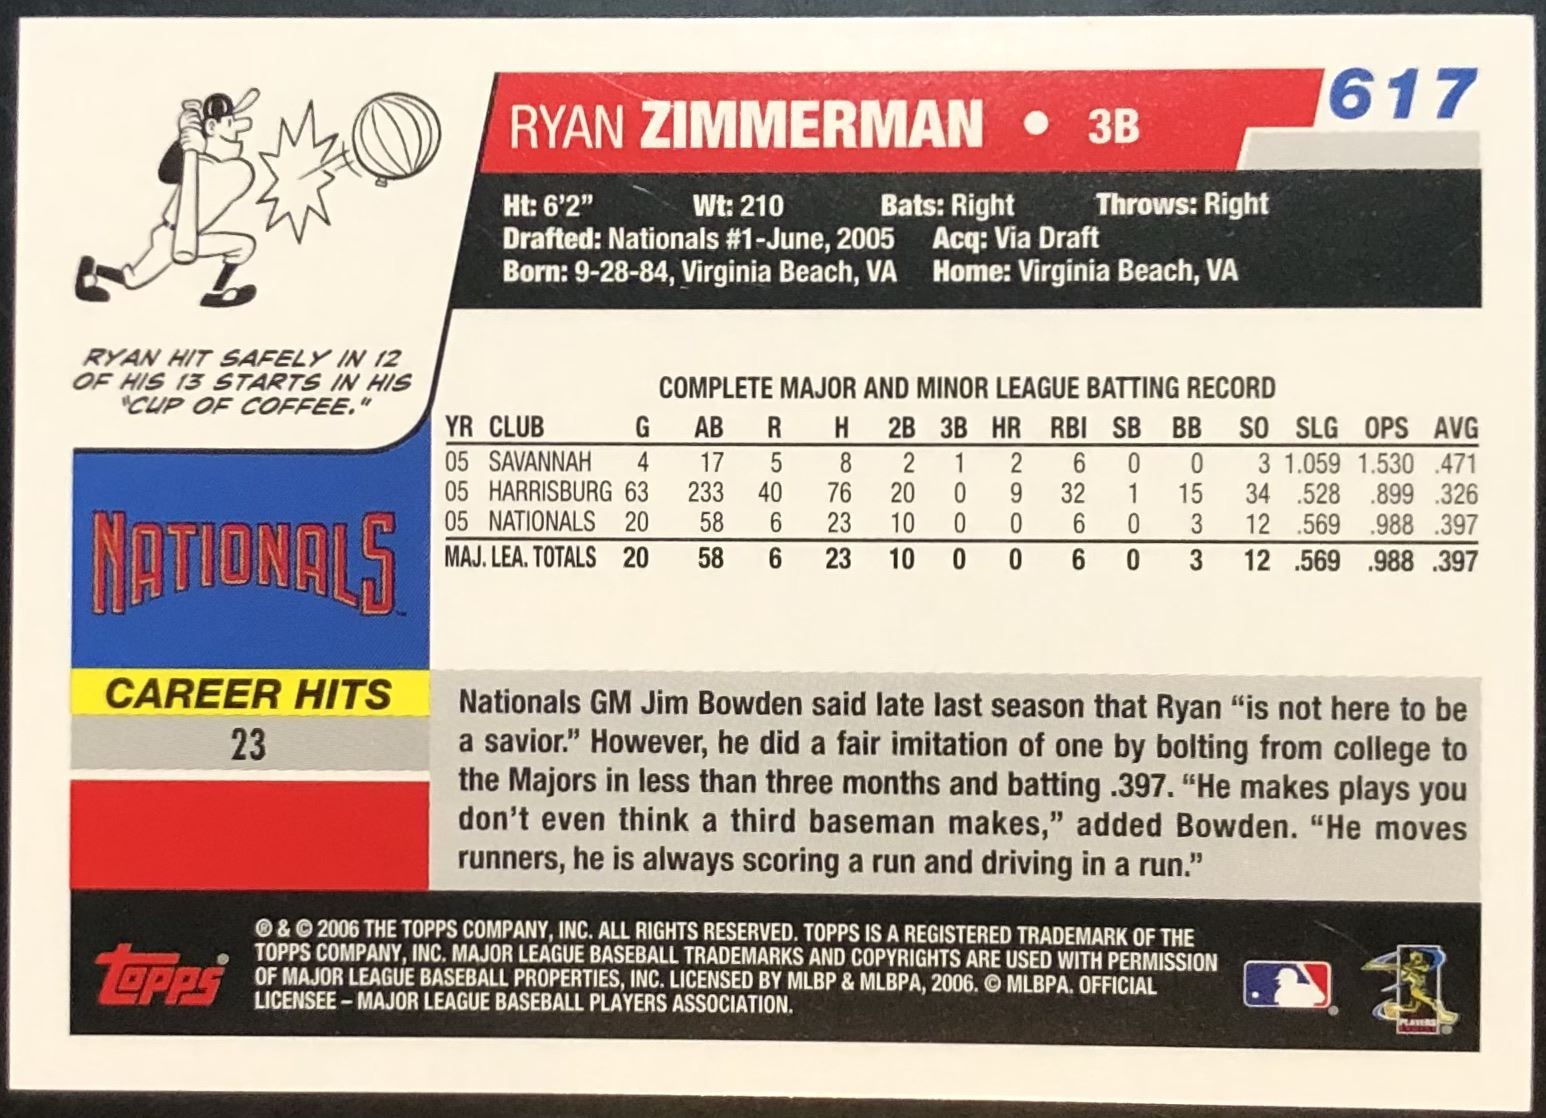 617
RYAN ZIMMERMAN • 3B
Ht: 6'2" Wt: 210 Bats: Right Throws: Right
Drafted: Nationals #1-June, 2005 Acq: Via Draft
Born: 9-28-84, Virginia Beach, VA Home: Virginia Beach, VA
RYAN HIT SAFELY IN 12
OF HIS 13 STARTS IN HIS
"CUP OF COFFEE."
COMPLETE MAJOR AND MINOR LEAGUE BATTING RECORD
YR CLUB G AB R H 2B 3B HR RBI SB BB SO SLG OPS AVG
05 SAVANNAH 4 17 5 8 2 1 2 6 0 0 3 1.059 1.530 .471
05 HARRISBURG 63 233 40 76 20 0 9 32 1 15 34 .528 .899 .326
05 NATIONALS 20 58 6 23 10 0 0 6 0 3 12 .569 .988 .397
MAJ. LEA. TOTALS 20 58 6 23 10 0 0 6 0 3 12 .569 .988 .397
NATIONALS™
CAREER HITS
23
Nationals GM Jim Bowden said late last season that Ryan “is not here to be
a savior.” However, he did a fair imitation of one by bolting from college to
the Majors in less than three months and batting .397. “He makes plays you
don’t even think a third baseman makes,” added Bowden. “He moves
runners, he is always scoring a run and driving in a run.”
Topps®
® & © 2006 THE TOPPS COMPANY, INC. ALL RIGHTS RESERVED. TOPPS IS A REGISTERED TRADEMARK OF THE
TOPPS COMPANY, INC. MAJOR LEAGUE BASEBALL TRADEMARKS AND COPYRIGHTS ARE USED WITH PERMISSION
OF MAJOR LEAGUE BASEBALL PROPERTIES, INC. LICENSED BY MLBP & MLBPA, 2006. © MLBPA. OFFICIAL
LICENSEE – MAJOR LEAGUE BASEBALL PLAYERS ASSOCIATION.
PLAYERS